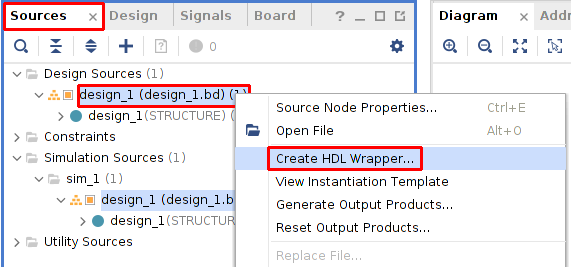 Sources × Design Signals Board
Diagram × Addr
0
Design Sources (1)
design_1 (design_1.bd) (1)
design_1(STRUCTURE) (
Constraints
Simulation Sources (1)
sim_1 (1)
design_1 (design_1.b
design_1(STRUCT
Utility Sources
Source Node Properties... Ctrl+E
Open File Alt+O
Create HDL Wrapper...
View Instantiation Template
Generate Output Products...
Reset Output Products...
Replace File...